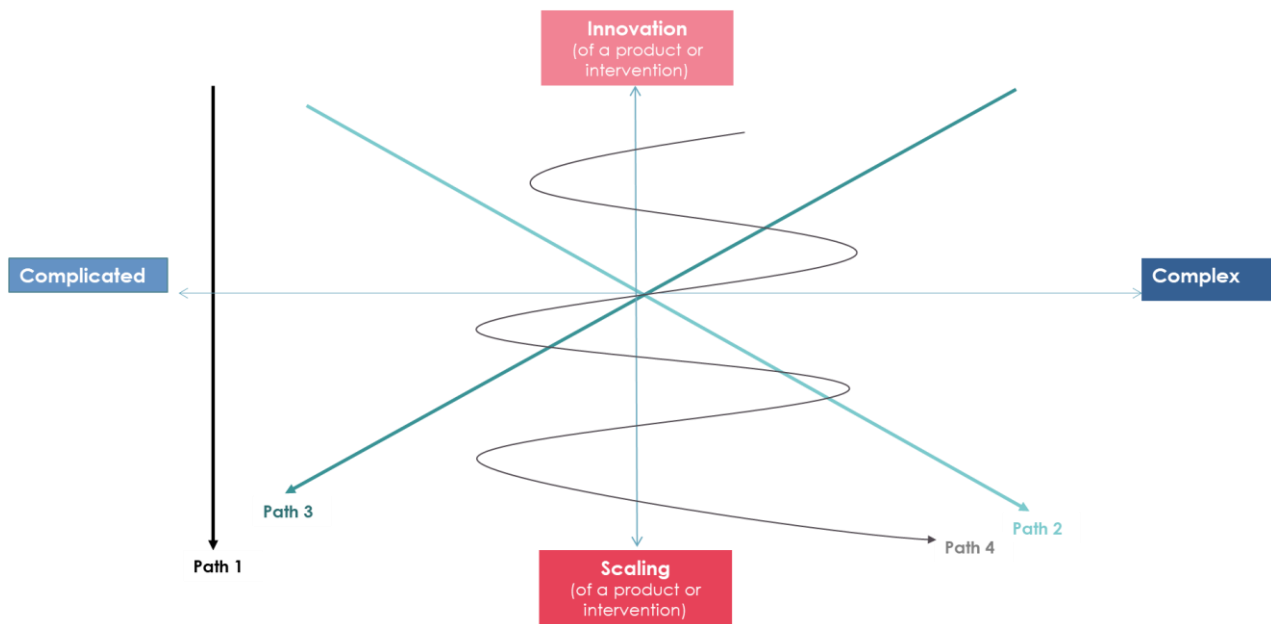 Innovation
(of a product or
intervention)
Complicated
Complex
Path 3
Path 2
Path 4
Path 1
Scaling
(of a product or
intervention)